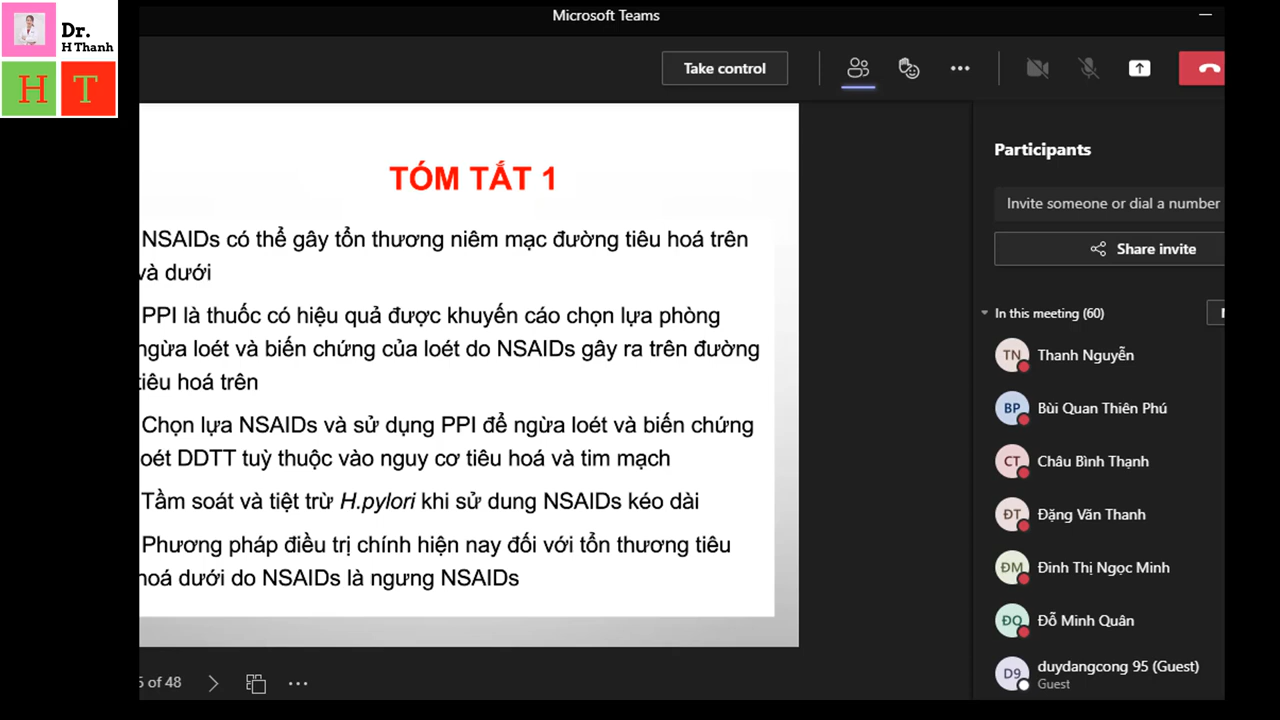 Dr.
H Thanh
H T
Microsoft Teams
Take control
TÓM TẮT 1
NSAIDs có thể gây tổn thương niêm mạc đường tiêu hoá trên
và dưới
PPI là thuốc có hiệu quả được khuyến cáo chọn lựa phòng
ngừa loét và biến chứng của loét do NSAIDs gây ra trên đường
tiêu hoá trên
Chọn lựa NSAIDs và sử dụng PPI để ngừa loét và biến chứng
oét DDTT tuỳ thuộc vào nguy cơ tiêu hoá và tim mạch
Tầm soát và tiệt trừ H.pylori khi sử dung NSAIDs kéo dài
Phương pháp điều trị chính hiện nay đối với tổn thương tiêu
hoá dưới do NSAIDs là ngưng NSAIDs
of 48
Participants
Invite someone or dial a number
Share invite
In this meeting (60)
TN Thanh Nguyễn
BP Bùi Quan Thiên Phú
CT Châu Bình Thạnh
ĐT Đặng Văn Thanh
ĐM Đinh Thị Ngọc Minh
ĐQ Đỗ Minh Quân
D9 duydangcong 95 (Guest)
Guest